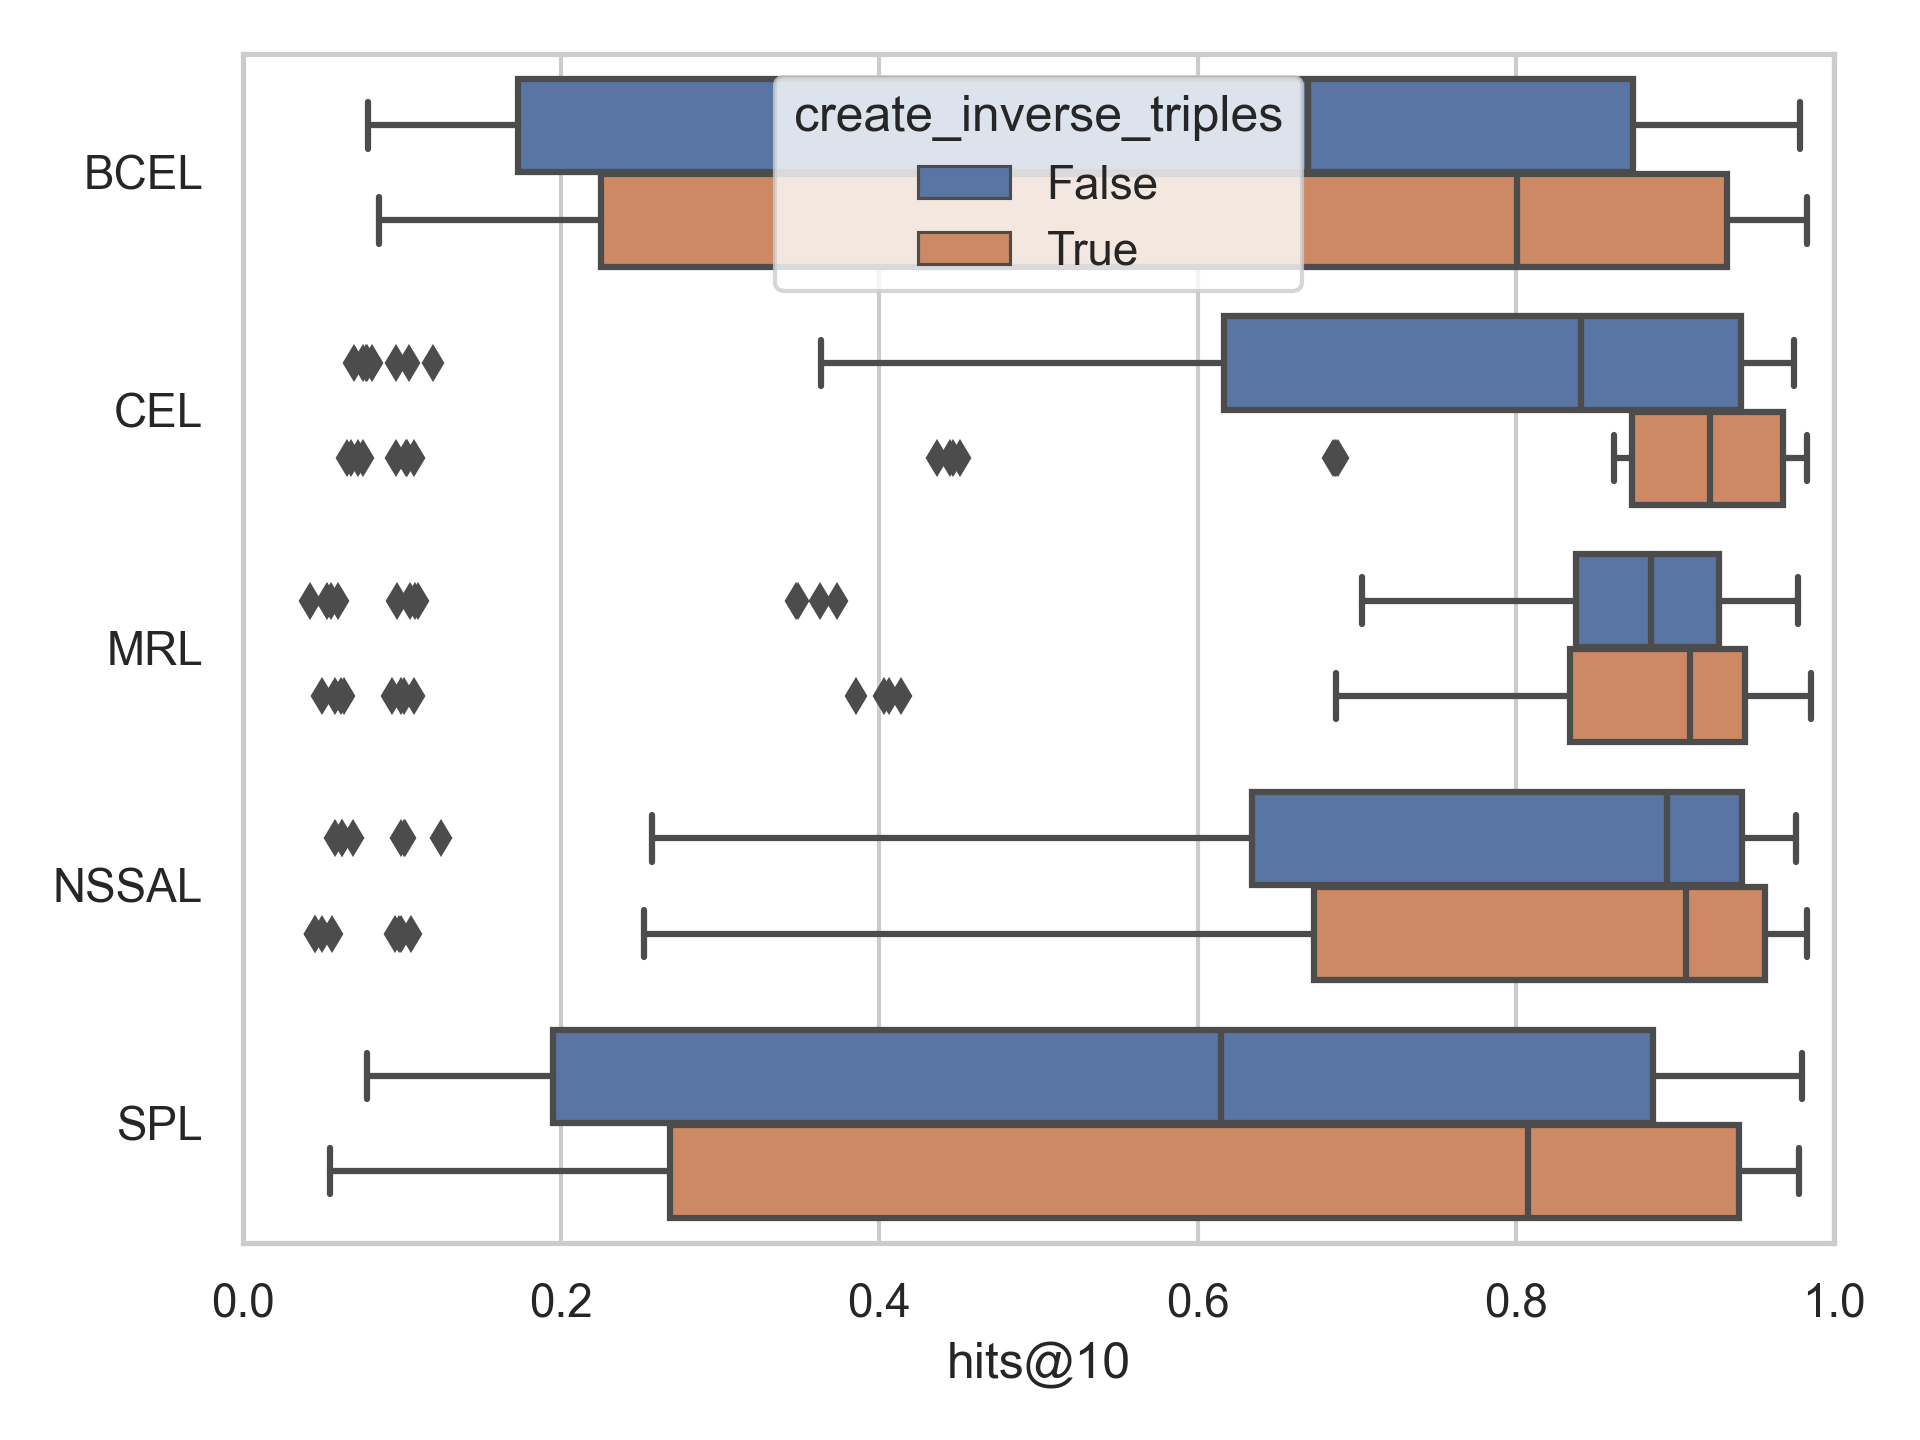 create_inverse_triples
False
True
BCEL
CEL
MRL
NSSAL
SPL
0.0 0.2 0.4 0.6 0.8 1.0
hits@10